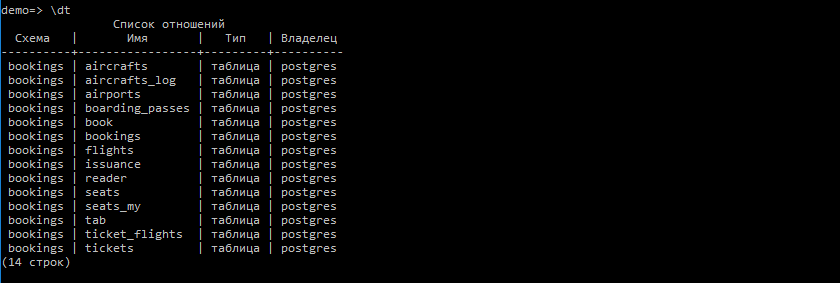 demo=> \dt
              Список отношений
  Схема   |       Имя       |   Тип   | Владелец
----------+-----------------+---------+----------
 bookings | aircrafts       | таблица | postgres
 bookings | aircrafts_log   | таблица | postgres
 bookings | airports        | таблица | postgres
 bookings | boarding_passes | таблица | postgres
 bookings | book            | таблица | postgres
 bookings | bookings        | таблица | postgres
 bookings | flights         | таблица | postgres
 bookings | issuance        | таблица | postgres
 bookings | reader          | таблица | postgres
 bookings | seats           | таблица | postgres
 bookings | seats_my        | таблица | postgres
 bookings | tab             | таблица | postgres
 bookings | ticket_flights  | таблица | postgres
 bookings | tickets         | таблица | postgres
(14 строк)